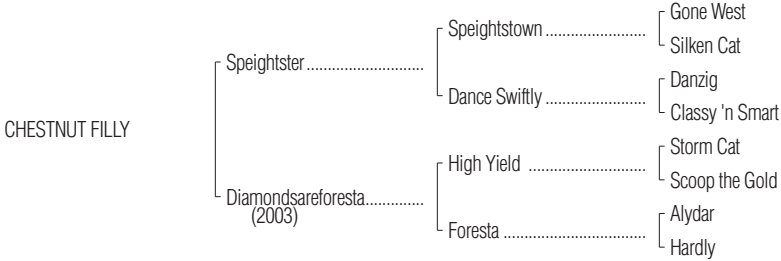 Gone West
Speightstown ........................
Silken Cat
Speightster ............................
Danzig
Dance Swiftly ........................
Classy 'n Smart
CHESTNUT FILLY
Storm Cat
High Yield ............................
Scoop the Gold
Diamondsareforesta..............
(2003)
Alydar
Foresta ..................................
Hardly